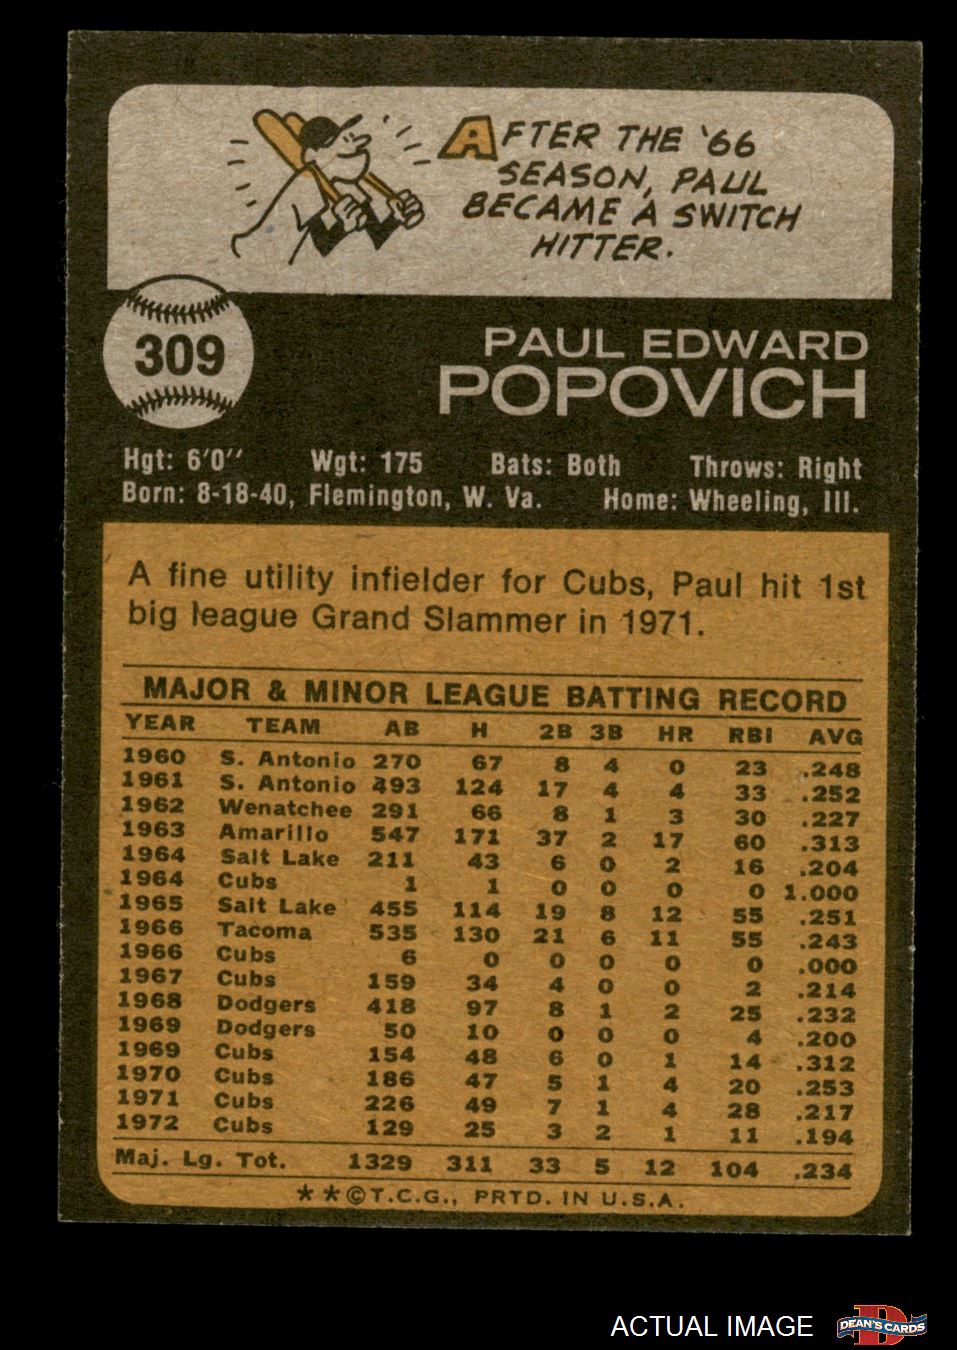 AFTER THE '66
SEASON, PAUL
BECAME A SWITCH
HITTER.
309
PAUL EDWARD
POPOVICH
Hgt: 6'0" Wgt: 175 Bats: Both Throws: Right
Born: 8-18-40, Flemington, W. Va. Home: Wheeling, Ill.
A fine utility infielder for Cubs, Paul hit 1st
big league Grand Slammer in 1971.
MAJOR & MINOR LEAGUE BATTING RECORD
YEAR TEAM AB H 2B 3B HR RBI AVG
1960 S. Antonio 270 67 8 4 0 23 .248
1961 S. Antonio 493 124 17 4 4 33 .252
1962 Wenatchee 291 66 8 1 3 30 .227
1963 Amarillo 547 171 37 2 17 60 .313
1964 Salt Lake 211 43 6 0 2 16 .204
1964 Cubs 1 1 0 0 0 0 1.000
1965 Salt Lake 455 114 19 8 12 55 .251
1966 Tacoma 535 130 21 6 11 55 .243
1966 Cubs 6 0 0 0 0 0 .000
1967 Cubs 159 34 4 0 0 2 .214
1968 Dodgers 418 97 8 1 2 25 .232
1969 Dodgers 50 10 0 0 0 4 .200
1969 Cubs 154 48 6 0 1 14 .312
1970 Cubs 186 47 5 1 4 20 .253
1971 Cubs 226 49 7 1 4 28 .217
1972 Cubs 129 25 3 2 1 11 .194
Maj. Lg. Tot. 1329 311 33 5 12 104 .234
**©T.C.G., PRTD. IN U.S.A.
ACTUAL IMAGE
D
DEAN'S CARDS